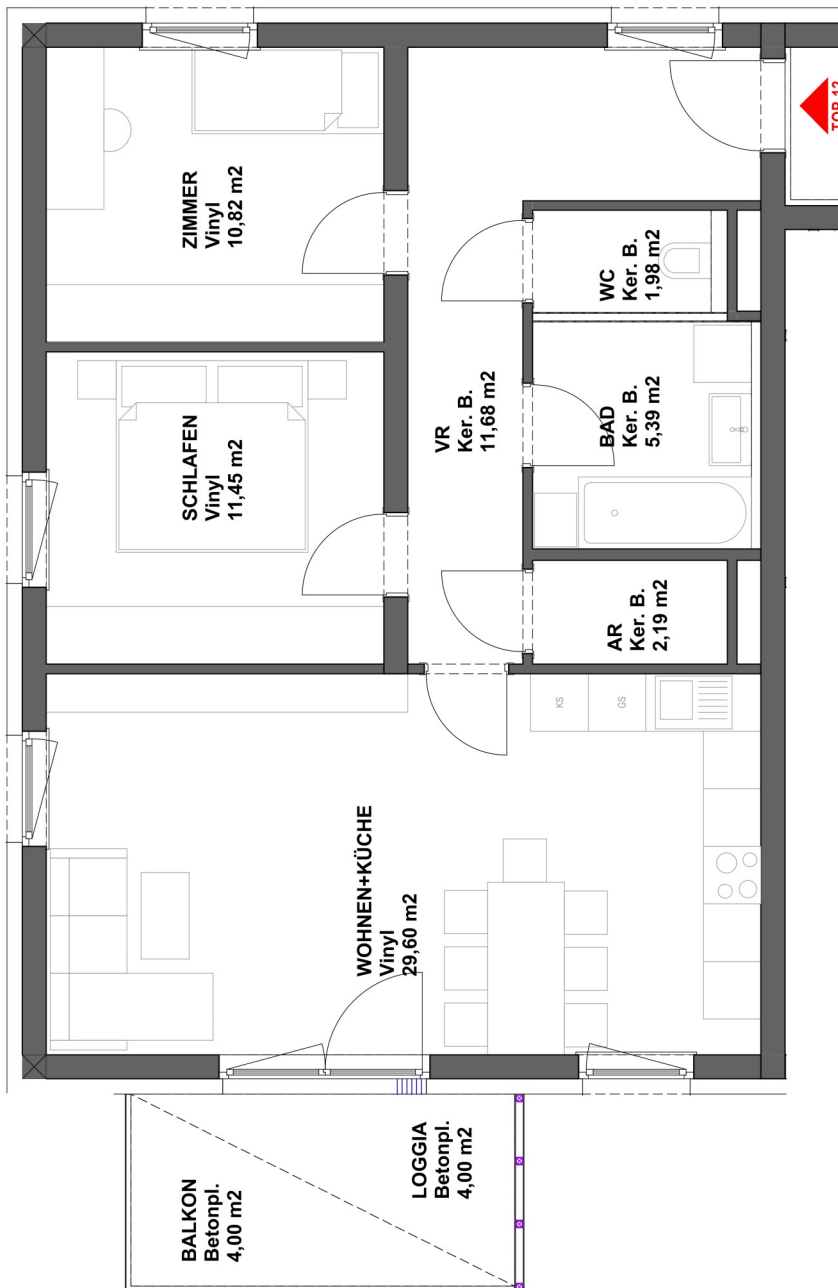 ZIMMER
Vinyl
10,82 m2
TOP 12
WC
Ker. B.
1,98 m2
SCHLAFEN
Vinyl
11,45 m2
VR
Ker. B.
11,68 m2
BAD
Ker. B.
5,39 m2
AR
Ker. B.
2,19 m2
KS
GS
WOHNEN+KÜCHE
Vinyl
29,60 m2
BALKON
Betonpl.
4,00 m2
LOGGIA
Betonpl.
4,00 m2